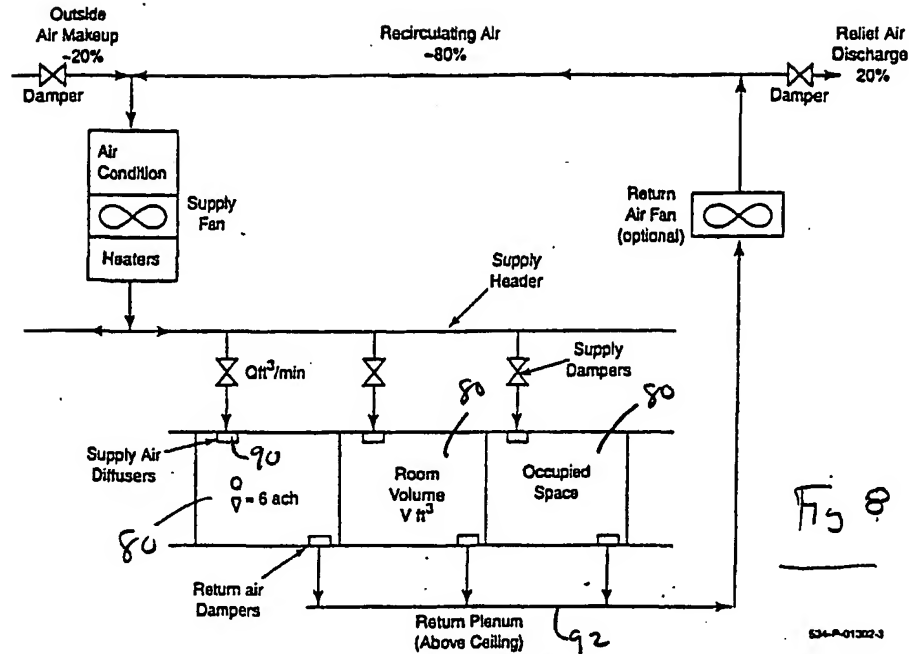 Outside
Air Makeup
~20%
Recirculating Air
~80%
Relief Air
Discharge
20%
Damper
Damper
Air
Condition
Supply
Fan
Heaters
Return
Air Fan
(optional)
Supply
Header
Qft³/min
Supply
Dampers
80
80
Supply Air
Diffusers
90
Q
V = 6 ach
Room
Volume
V ft³
Occupied
Space
80
Fig 8
Return air
Dampers
Return Plenum
(Above Ceiling)
92
534-P-01302-3